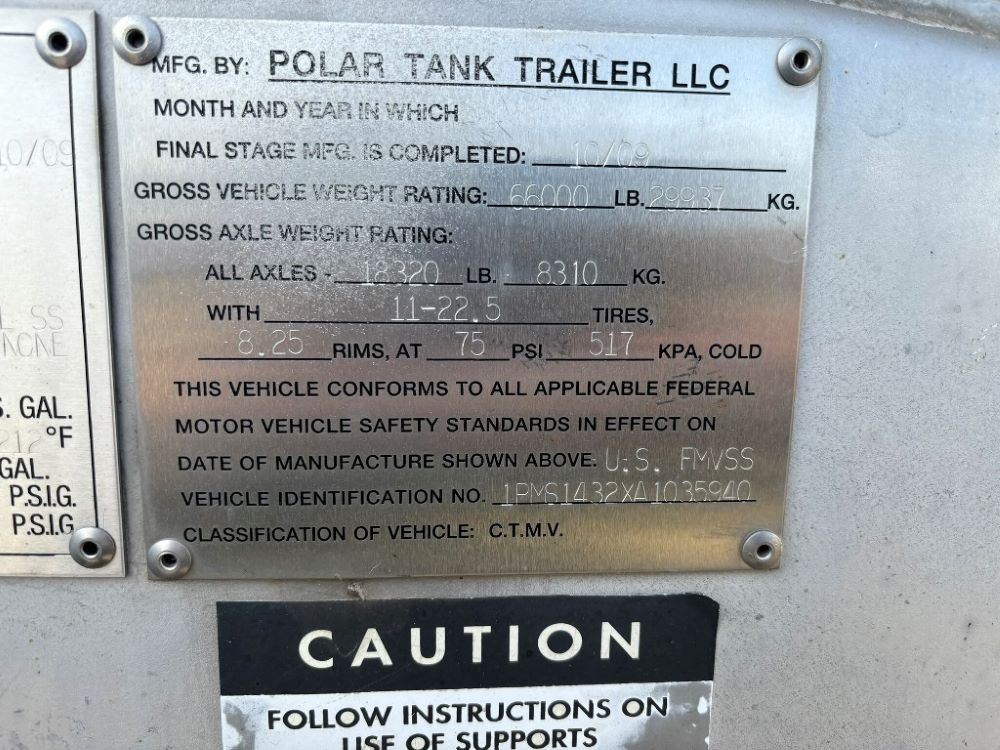 10/09
L SS
NONE
S. GAL.
212 °F
GAL.
P.S.I.G.
P.S.I.G
MFG. BY: POLAR TANK TRAILER LLC
MONTH AND YEAR IN WHICH
FINAL STAGE MFG. IS COMPLETED: 10/09
GROSS VEHICLE WEIGHT RATING: 66000 LB. 29937 KG.
GROSS AXLE WEIGHT RATING:
ALL AXLES - 18320 LB. 8310 KG.
WITH 11-22.5 TIRES,
8.25 RIMS, AT 75 PSI 517 KPA, COLD
THIS VEHICLE CONFORMS TO ALL APPLICABLE FEDERAL
MOTOR VEHICLE SAFETY STANDARDS IN EFFECT ON
DATE OF MANUFACTURE SHOWN ABOVE. U.S. FMVSS
VEHICLE IDENTIFICATION NO. 1PMS1432XA1035940
CLASSIFICATION OF VEHICLE: C.T.M.V.
CAUTION
FOLLOW INSTRUCTIONS ON
USE OF SUPPORTS